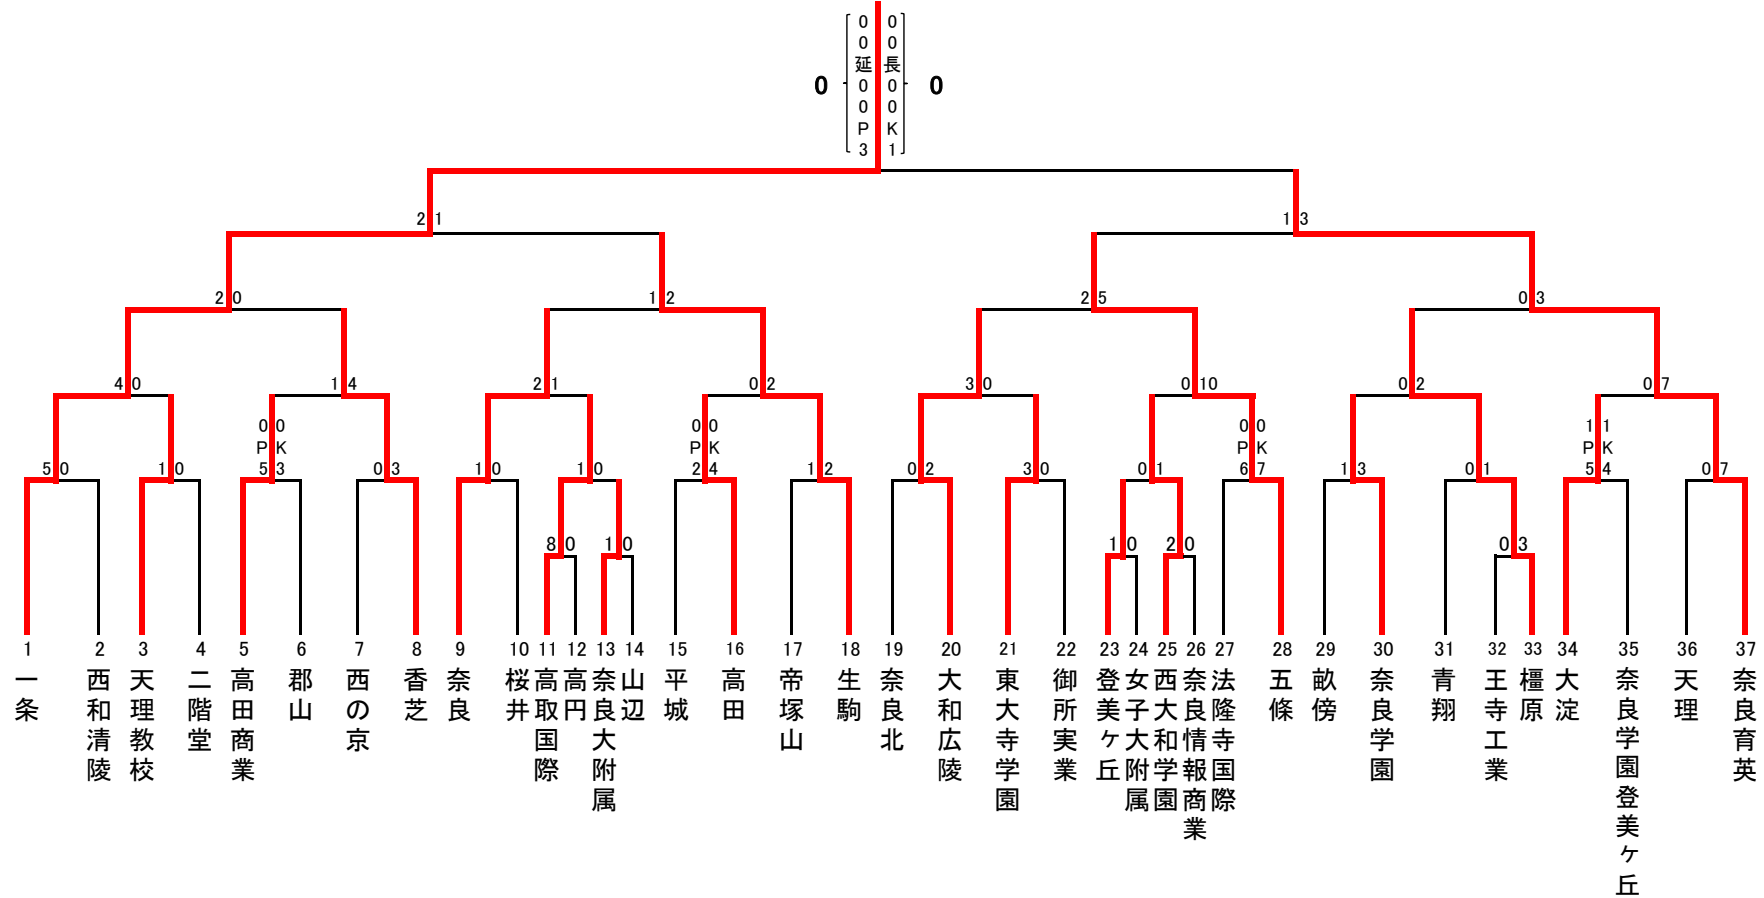 0 0
0 0
延 長
0 0 0 0
0 0
P K
3 1
2 1
1 3
2 0
1 2
2 5
0 3
4 0
1 4
2 1
0 2
3 0
0 10
0 2
0 7
0 0
P K
5 3
0 0
P K
2 4
0 0
P K
6 7
1 1
P K
5 4
5 0
1 0
0 3
1 0
1 0
1 2
0 2
3 0
0 1
1 3
0 1
0 7
8 0
1 0
1 0
2 0
0 3
1 一条
2 西和清陵
3 天理教校
4 二階堂
5 高田商業
6 郡山
7 西の京
8 香芝
9 奈良
10 桜井
11 高取国際
12 高円
13 奈良大附属
14 山辺
15 平城
16 高田
17 帝塚山
18 生駒
19 奈良北
20 大和広陵
21 東大寺学園
22 御所実業
23 登美ヶ丘
24 女子大附属
25 西大和学園
26 奈良情報商業
27 法隆寺国際
28 五條
29 畝傍
30 奈良学園
31 青翔
32 王寺工業
33 橿原
34 大淀
35 奈良学園登美ヶ丘
36 天理
37 奈良育英